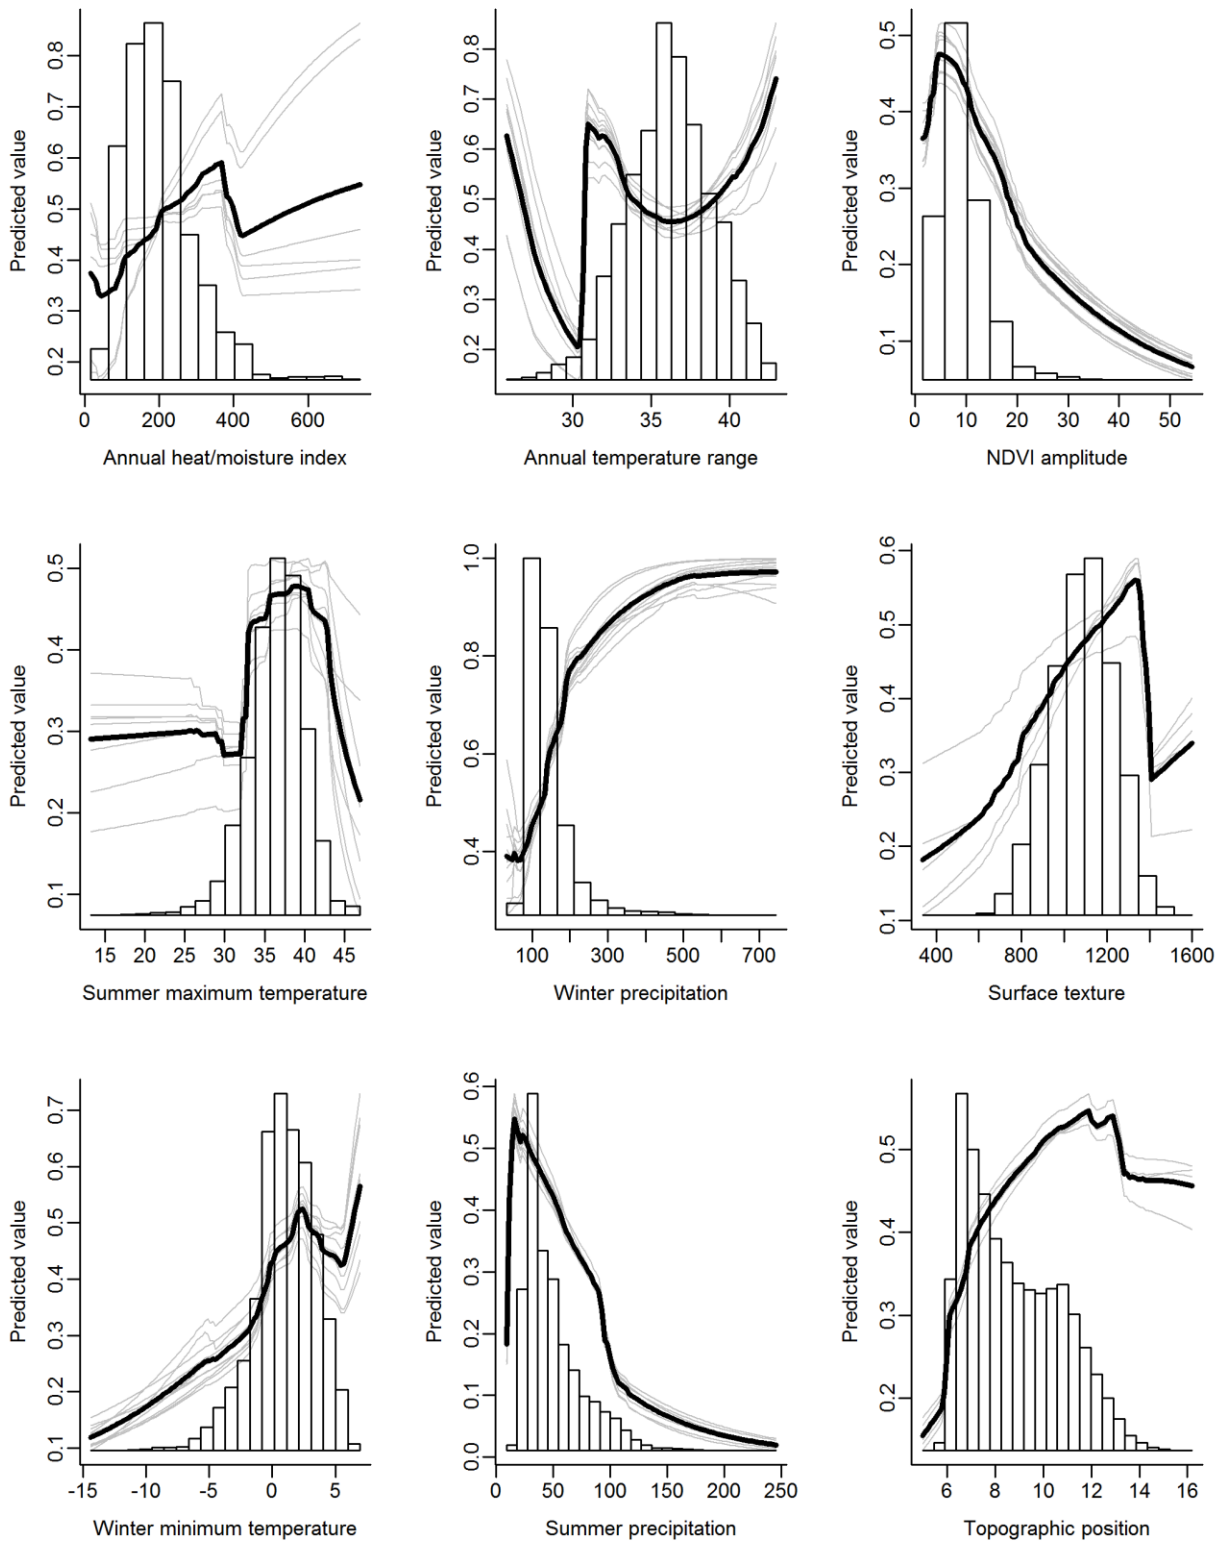 Predicted value
0.2 0.3 0.4 0.5 0.6 0.7 0.8
0 200 400 600
Annual heat/moisture index
Predicted value
0.2 0.3 0.4 0.5 0.6 0.7 0.8
30 35 40
Annual temperature range
Predicted value
0.1 0.2 0.3 0.4 0.5
0 10 20 30 40 50
NDVI amplitude
Predicted value
0.1 0.2 0.3 0.4 0.5
15 20 25 30 35 40 45
Summer maximum temperature
Predicted value
0.4 0.6 0.8 1.0
100 300 500 700
Winter precipitation
Predicted value
0.1 0.2 0.3 0.4 0.5 0.6
400 800 1200 1600
Surface texture
Predicted value
0.1 0.2 0.3 0.4 0.5 0.6 0.7
-15 -10 -5 0 5
Winter minimum temperature
Predicted value
0.0 0.1 0.2 0.3 0.4 0.5 0.6
0 50 100 150 200 250
Summer precipitation
Predicted value
0.2 0.3 0.4 0.5
6 8 10 12 14 16
Topographic position